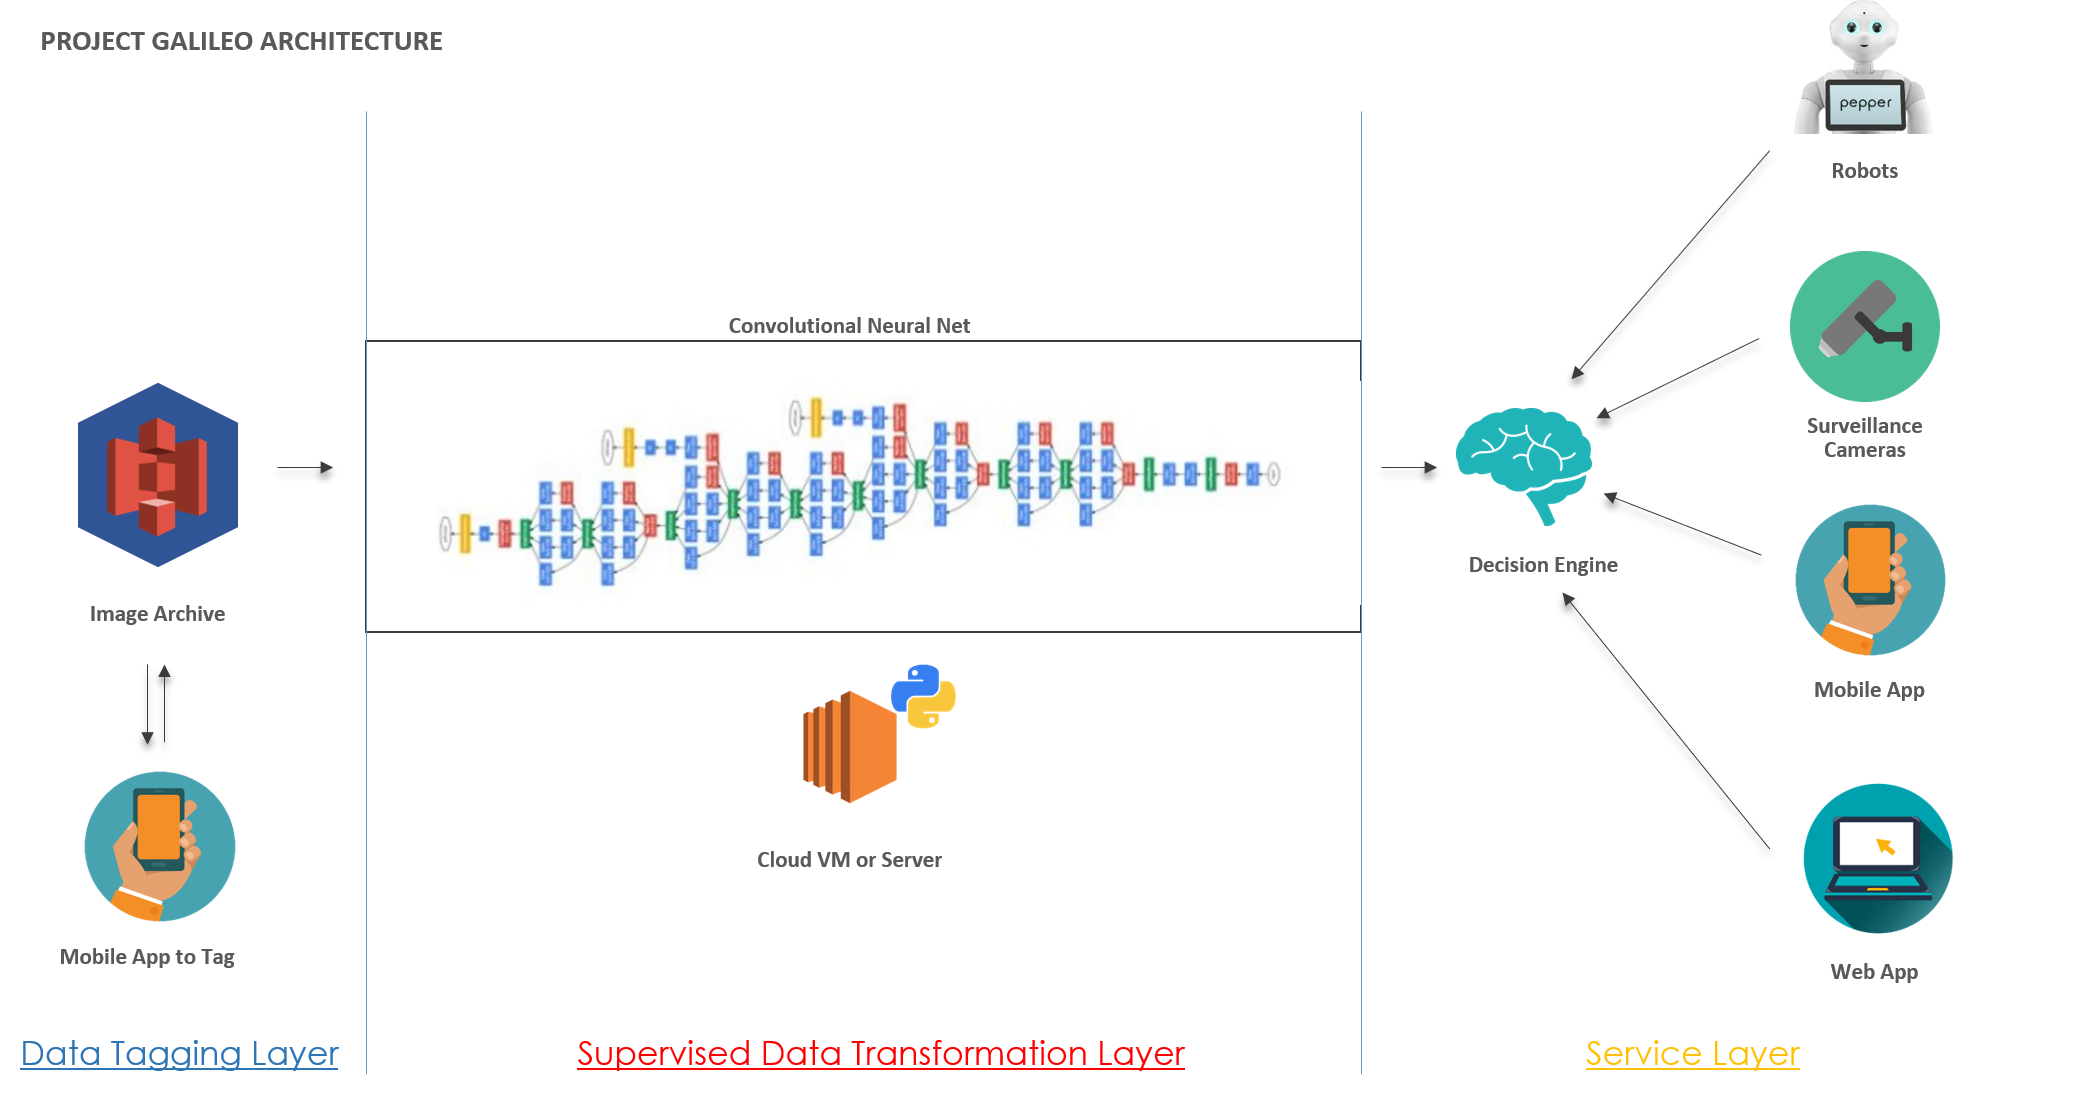 PROJECT GALILEO ARCHITECTURE
pepper
Robots
Convolutional Neural Net
Surveillance
Cameras
Decision Engine
Image Archive
Mobile App
Cloud VM or Server
Mobile App to Tag
Web App
Data Tagging Layer
Supervised Data Transformation Layer
Service Layer